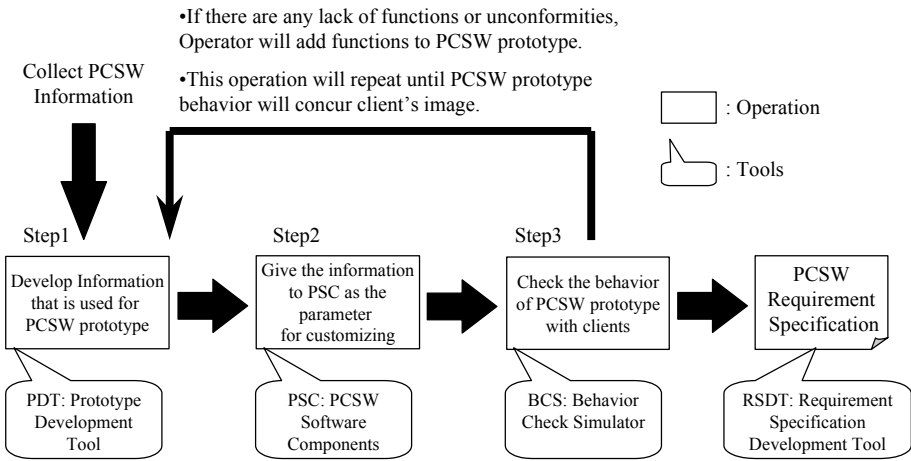 •If there are any lack of functions or unconformities,
Operator will add functions to PCSW prototype.
•This operation will repeat until PCSW prototype
behavior will concur client's image.
Collect PCSW
Information
: Operation
: Tools
Step1
Develop Information
that is used for
PCSW prototype
Step2
Give the information
to PSC as the
parameter
for customizing
Step3
Check the behavior
of PCSW prototype
with clients
PCSW
Requirement
Specification
PDT: Prototype
Development
Tool
PSC: PCSW
Software
Components
BCS: Behavior
Check Simulator
RSDT: Requirement
Specification
Development Tool